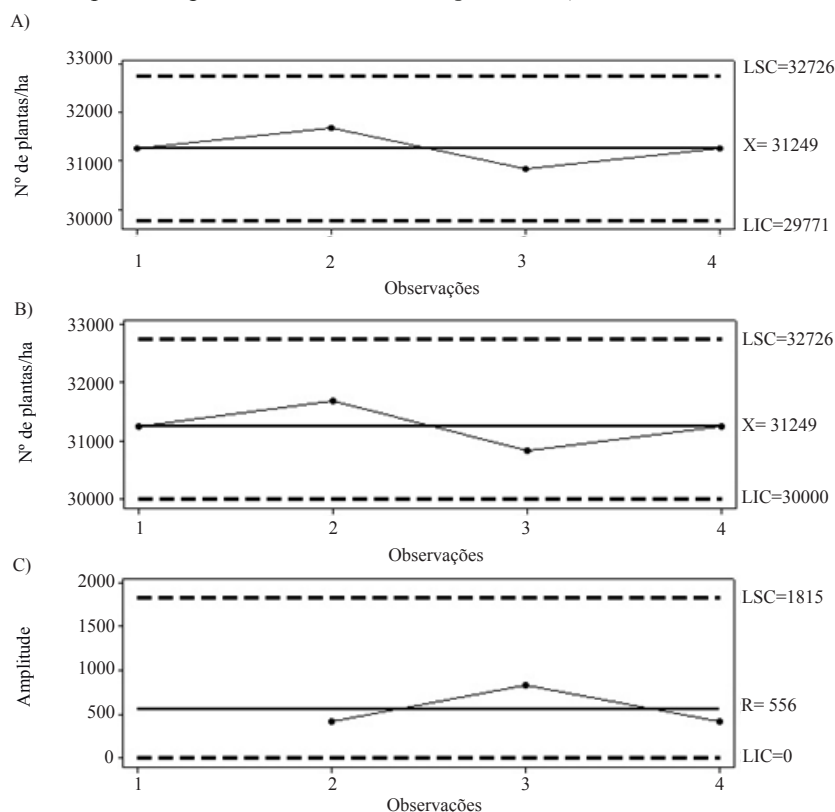 A)
Nº de plantas/ha
33000
32000
31000
30000
LSC=32726
X= 31249
LIC=29771
1 2 3 4
Observações
B)
Nº de plantas/ha
33000
32000
31000
30000
LSC=32726
X= 31249
LIC=30000
1 2 3 4
Observações
C)
Amplitude
2000
1500
1000
500
0
LSC=1815
R= 556
LIC=0
1 2 3 4
Observações